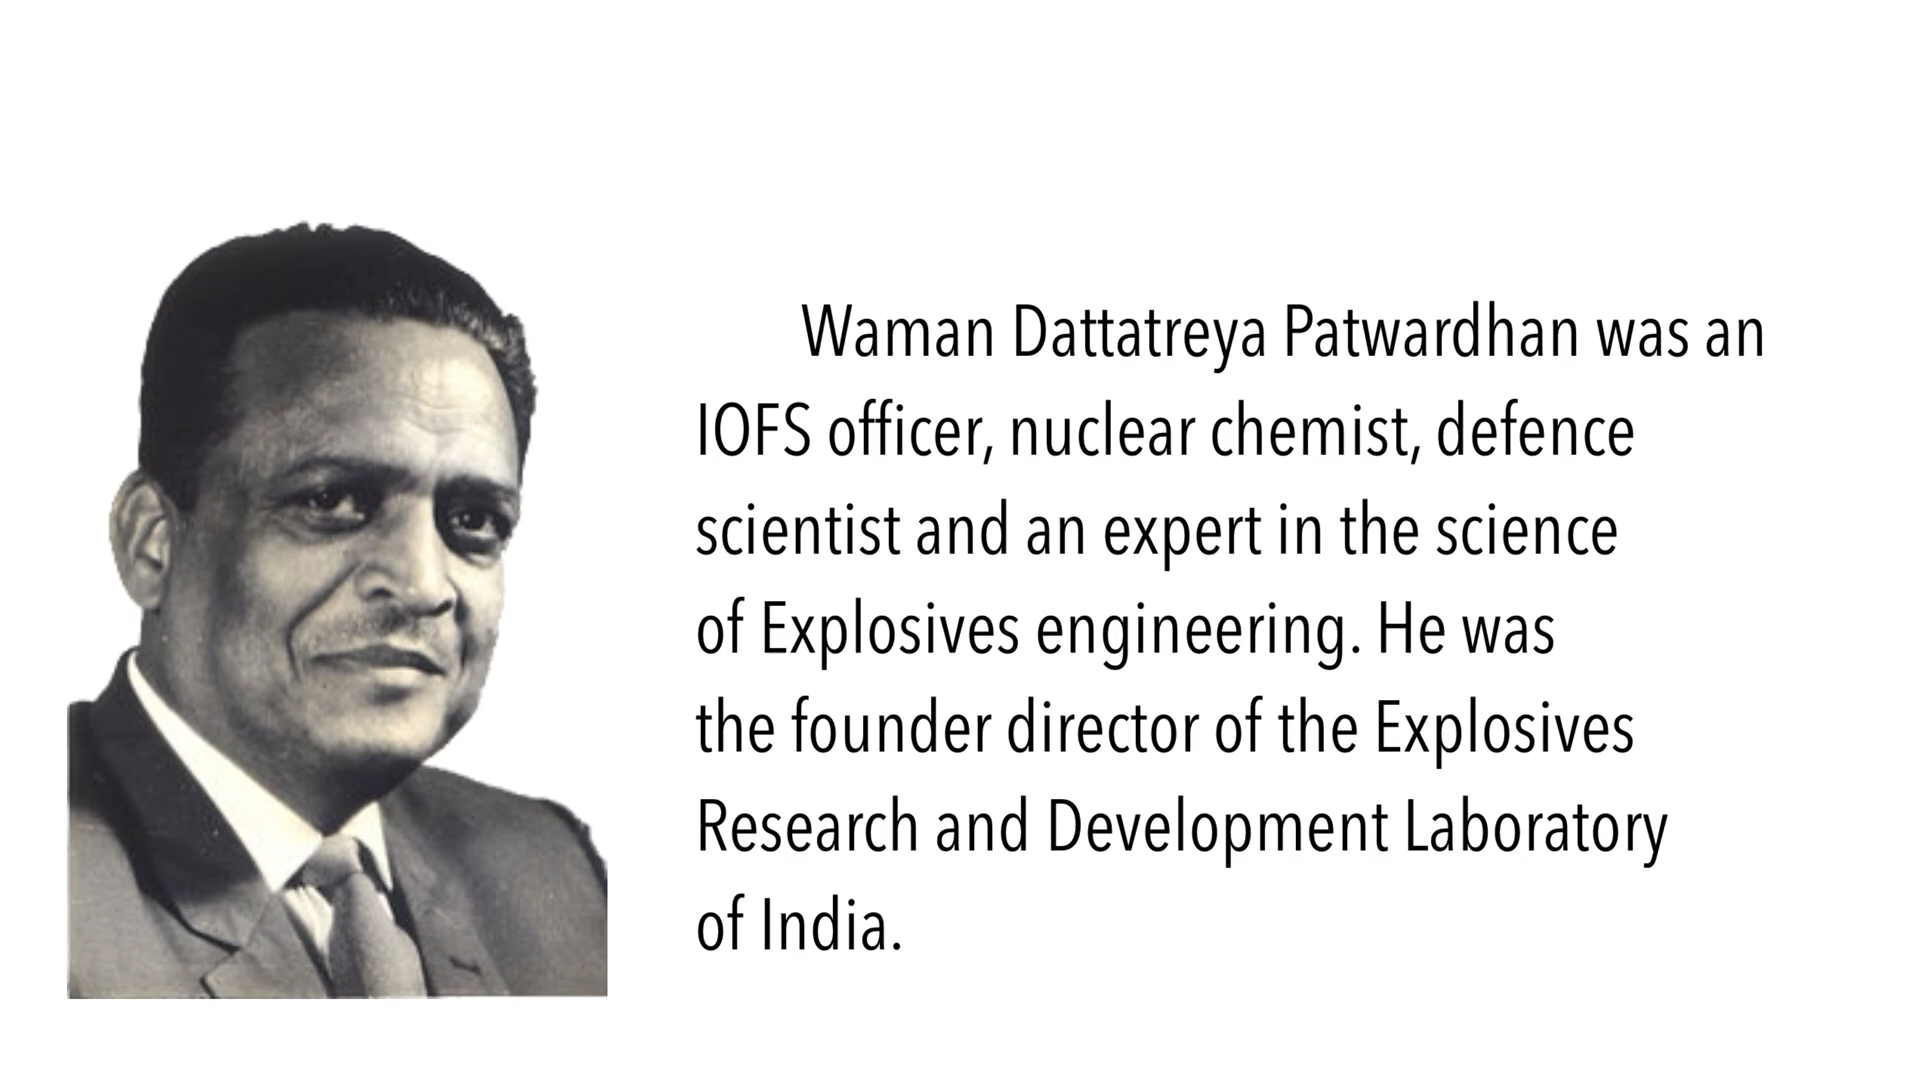 Waman Dattatreya Patwardhan was an
IOFS officer, nuclear chemist, defence
scientist and an expert in the science
of Explosives engineering. He was
the founder director of the Explosives
Research and Development Laboratory
of India.